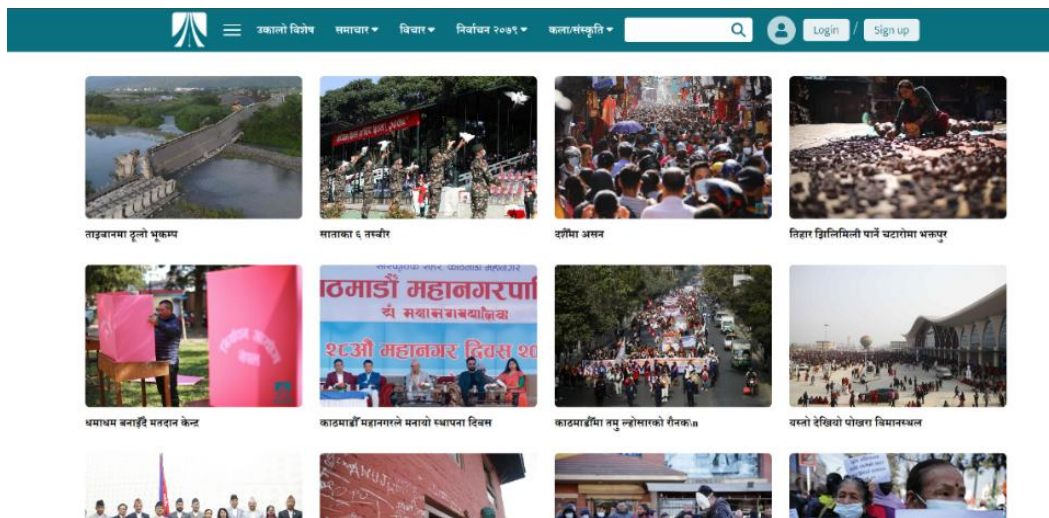 उकालो विशेष
समाचार
विचार
निर्वाचन २०७९
कला/संस्कृति
Login / Sign up
ताइवानमा ठूलो भूकम्प
साताका ६ तस्बीर
दशैँमा असन
तिहार झिलिमिली पार्ने चटारोमा भक्तपुर
काठमाडौँ महानगरपा
२८औँ महानगर दिवस २०
धमाधम बनाइँदै मतदान केन्द्र
काठमाडौँ महानगरले मनायो स्थापना दिवस
काठमाडौँमा तमु ल्होसारको रौनक\n
यस्तो देखियो पोखरा विमानस्थल